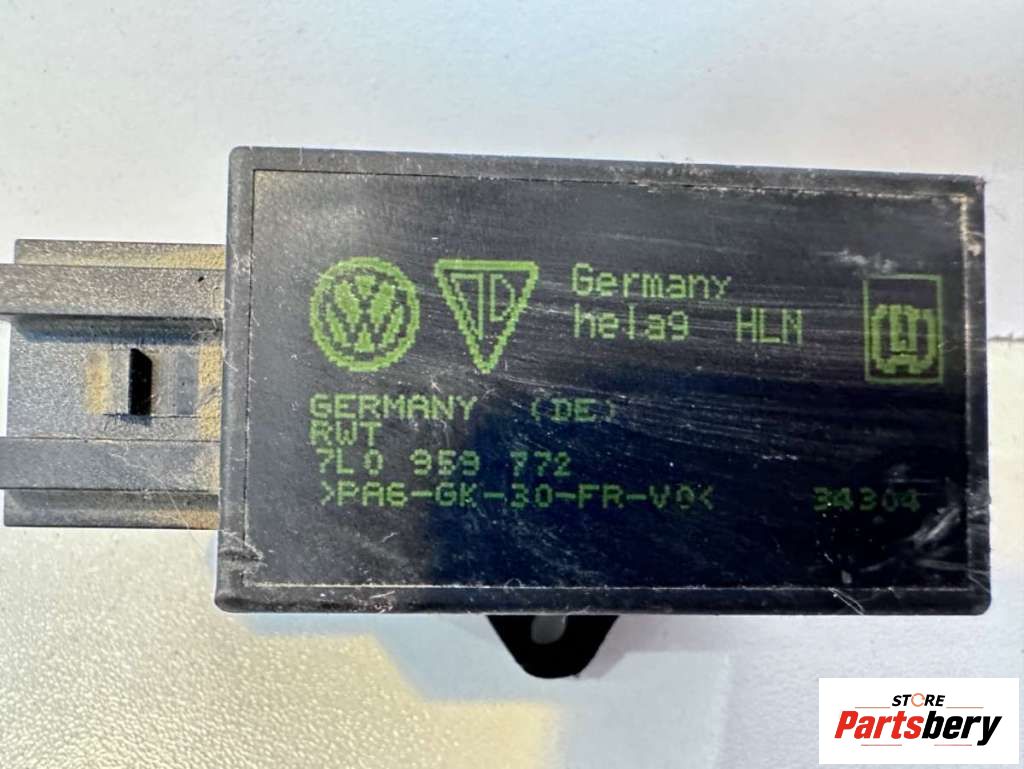 Germany
helag HLN
GERMANY (DE)
RWT
7L0 959 772
>PA6-GK-30-FR-V0<
34304
STORE
Partsbery